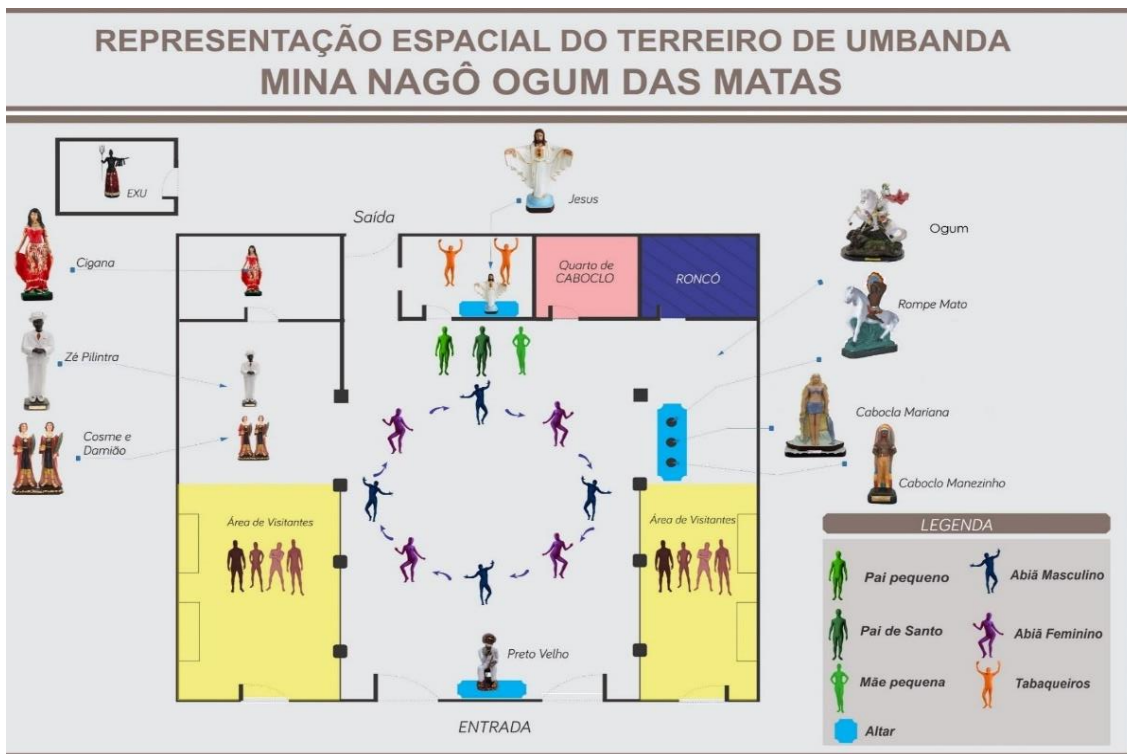 REPRESENTAÇÃO ESPACIAL DO TERREIRO DE UMBANDA
MINA NAGÔ OGUM DAS MATAS
EXU
Jesus
Saída
Ogum
Cigana
Quarto de
CABOCLO
RONCÓ
Rompe Mato
Zé Pilintra
Cabocla Mariana
Cosme e
Damião
Caboclo Manezinho
Área de Visitantes
Área de Visitantes
Preto Velho
ENTRADA
LEGENDA
Pai pequeno
Abiã Masculino
Pai de Santo
Abiã Feminino
Mãe pequena
Tabaqueiros
Altar